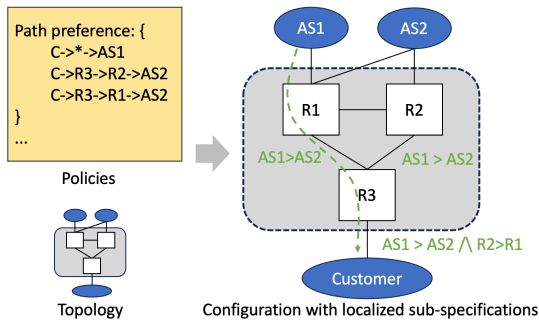 Path preference: {
C->*->AS1
C->R3->R2->AS2
C->R3->R1->AS2
}
...
Policies
Topology
AS1
AS2
R1
R2
AS1>AS2
AS1 > AS2
R3
AS1 > AS2 /\ R2>R1
Customer
Configuration with localized sub-specifications